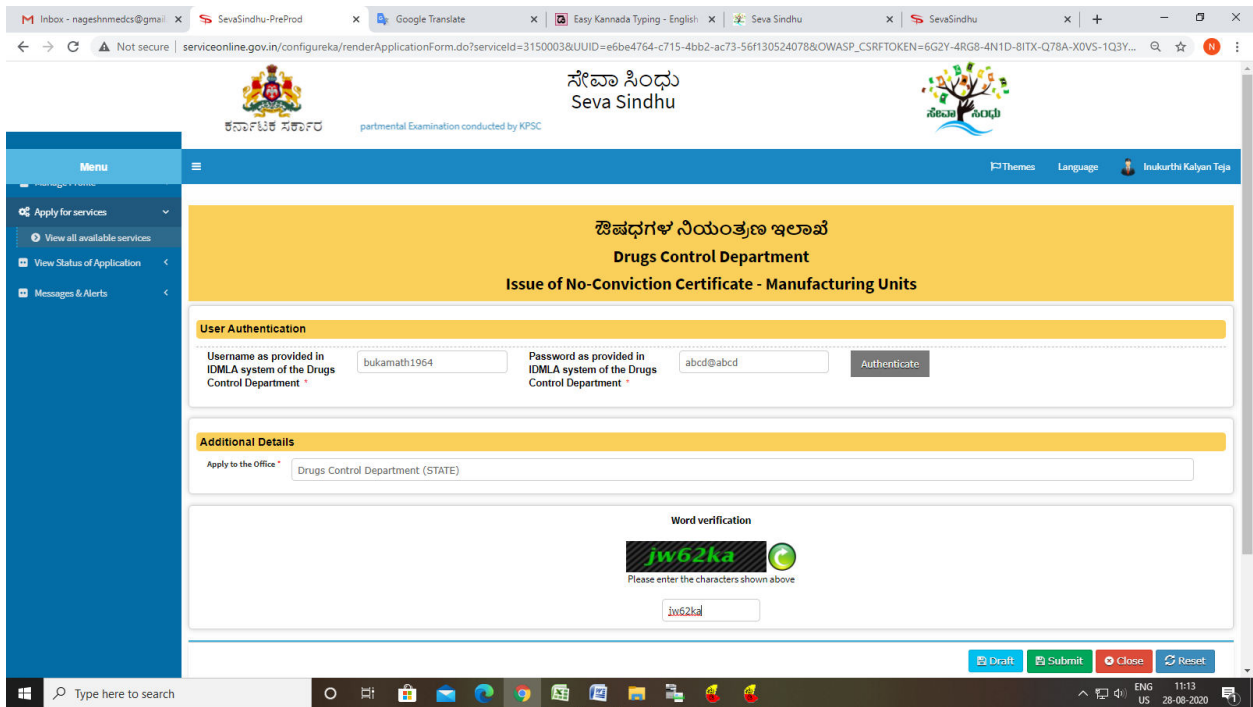 Inbox - nageshnmedcs@gmail
SevaSindhu-PreProd
Google Translate
Easy Kannada Typing - English
Seva Sindhu
SevaSindhu
Not secure
serviceonline.gov.in/configureka/renderApplicationForm.do?serviceId=3150003&UUID=e6be4764-c715-4bb2-ac73-56f130524078&OWASP_CSRFTOKEN=6G2Y-4RG8-4N1D-8ITX-Q78A-X0VS-1Q3Y...
N
ಕರ್ನಾಟಕ ಸರ್ಕಾರ
partmental Examination conducted by KPSC
ಸೇವಾ ಸಿಂಧು
Seva Sindhu
ಸೇವಾ ಸಿಂಧು
Menu
Themes
Language
Inukurthi Kalyan Teja
Manage Profile
Apply for services
View all available services
View Status of Application
Messages & Alerts
ಔಷಧಗಳ ನಿಯಂತ್ರಣ ಇಲಾಖೆ
Drugs Control Department
Issue of No-Conviction Certificate - Manufacturing Units
User Authentication
Username as provided in
IDMLA system of the Drugs
Control Department *
bukamath1964
Password as provided in
IDMLA system of the Drugs
Control Department *
abcd@abcd
Authenticate
Additional Details
Apply to the Office *
Drugs Control Department (STATE)
Word verification
jw62ka
Please enter the characters shown above
jw62ka
Draft
Submit
Close
Reset
Type here to search
ENG
US
11:13
28-08-2020
1